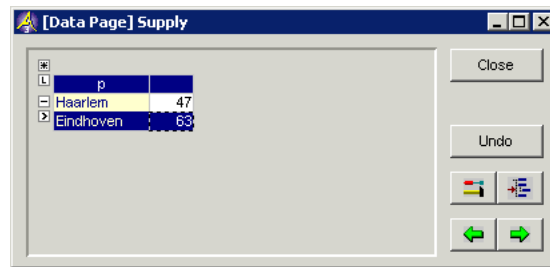 [Data Page] Supply
Close
p
Haarlem 47
Eindhoven 63
Undo